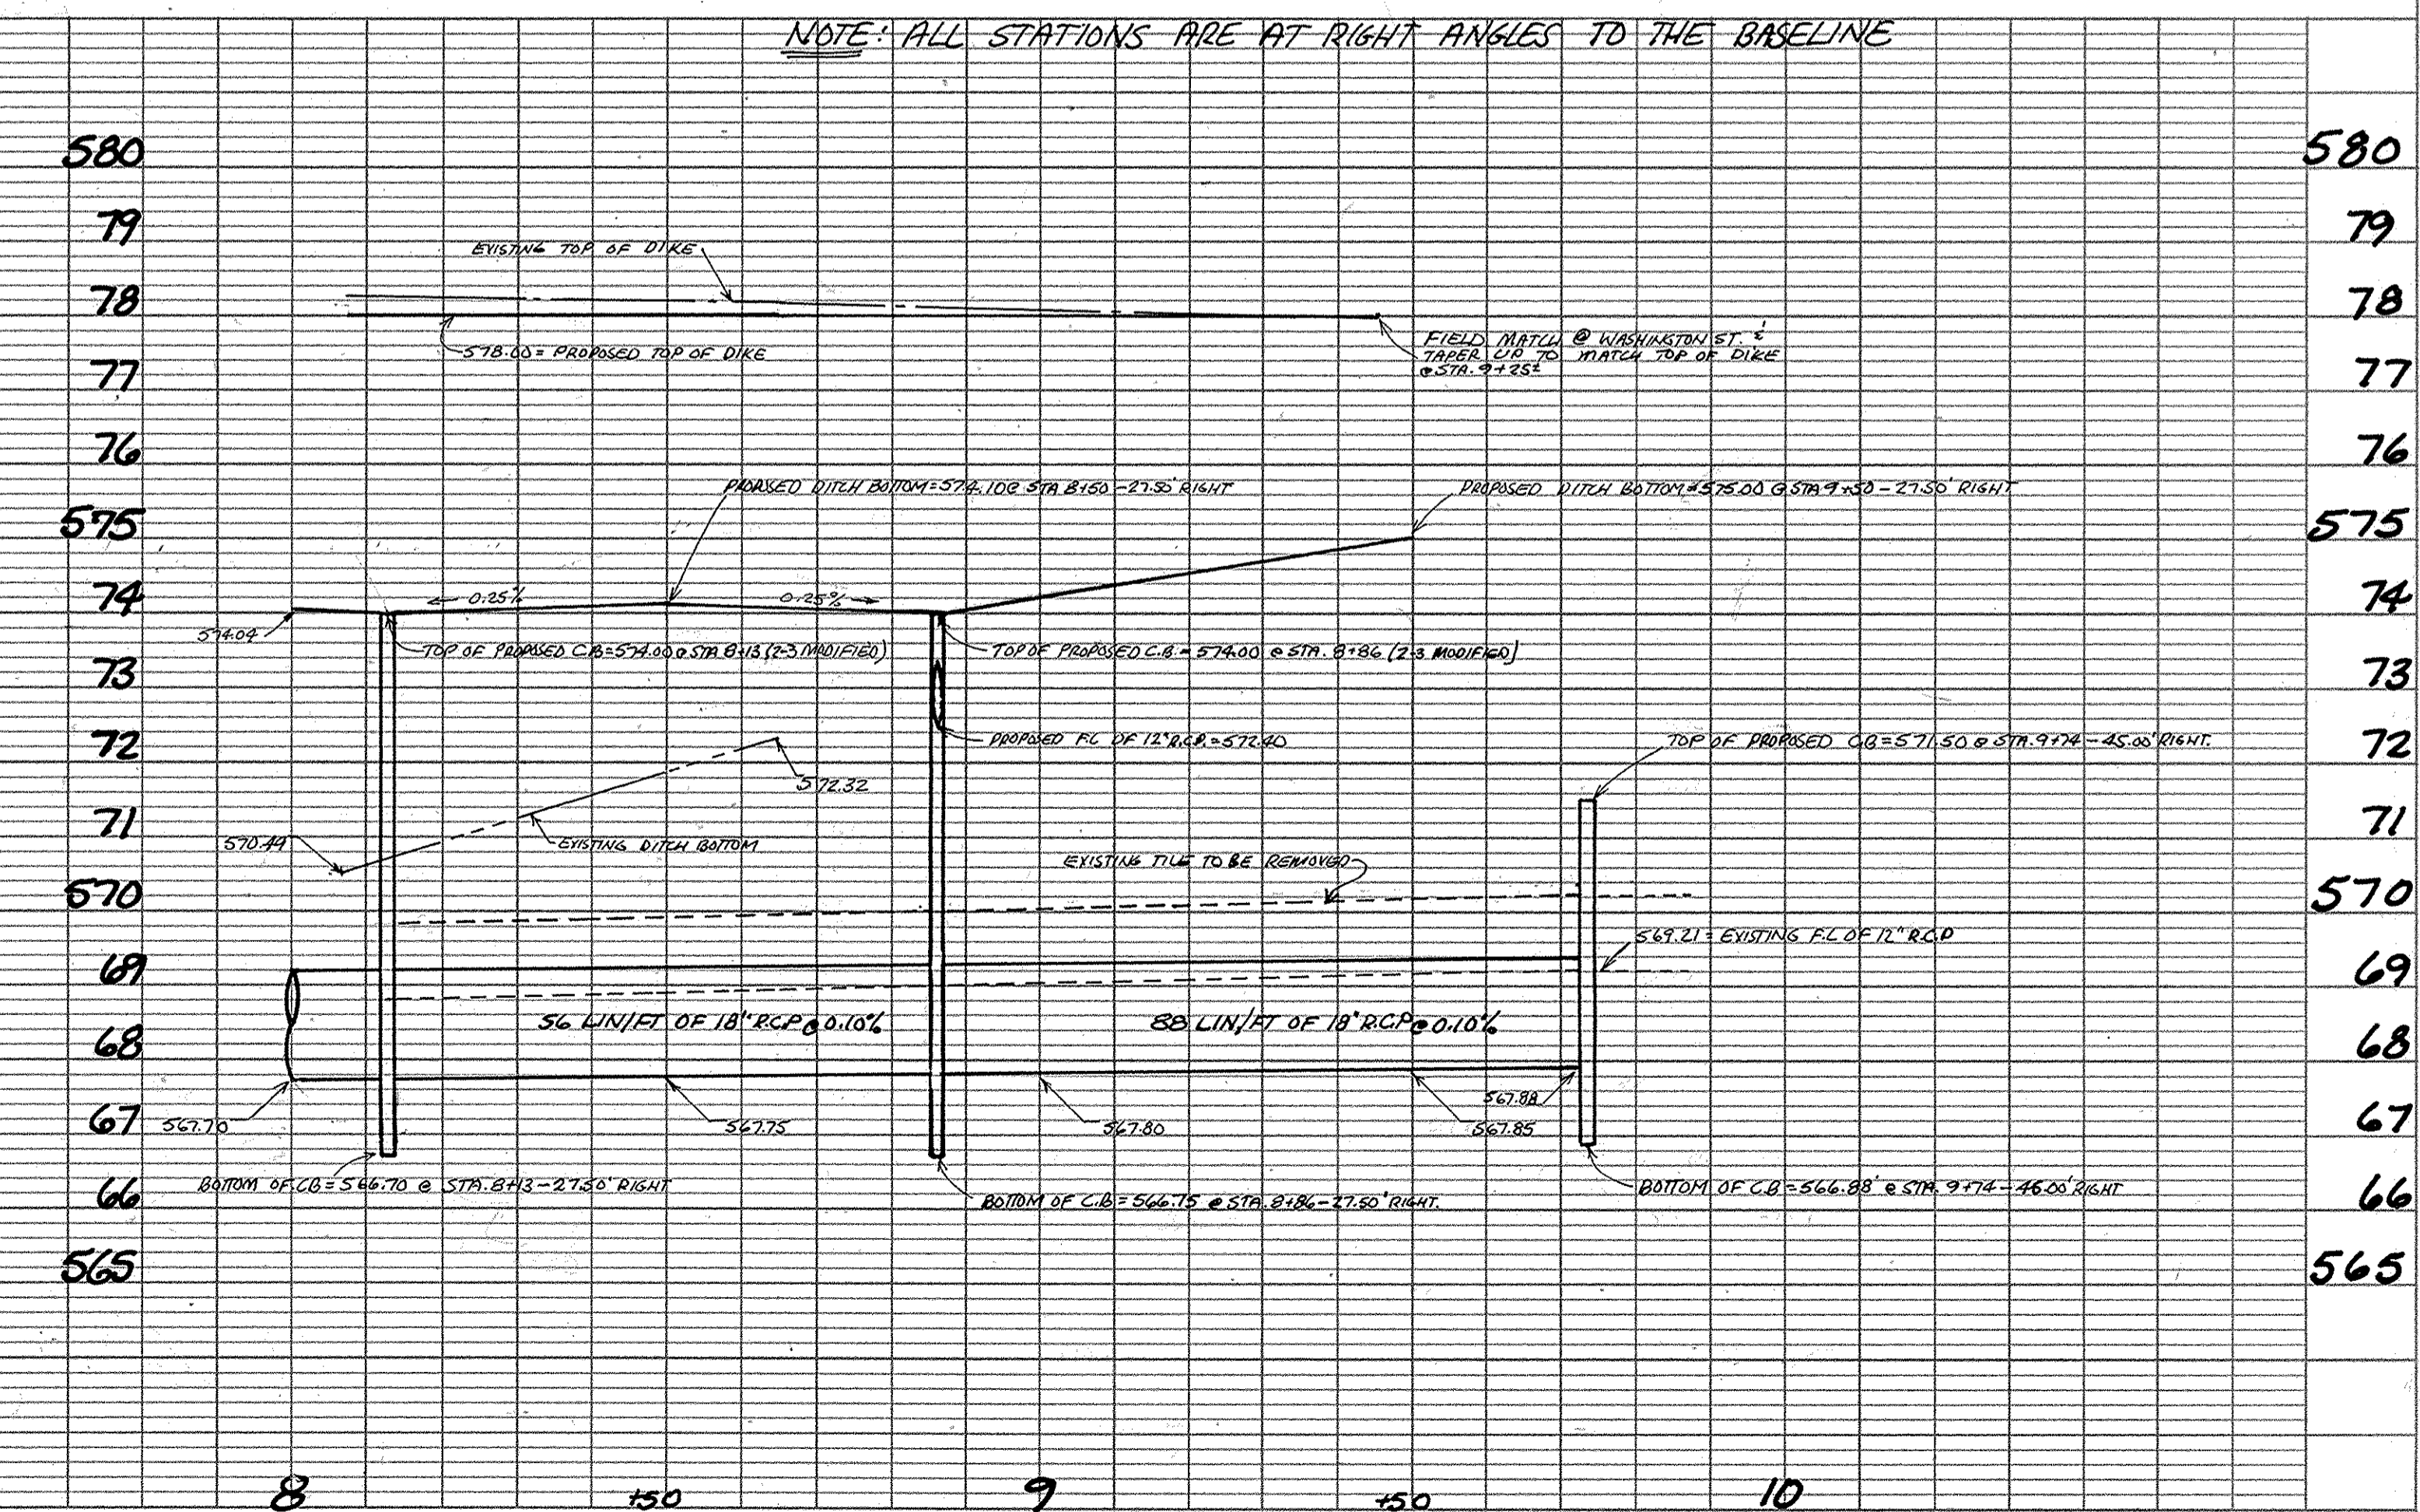 NOTE: ALL STATIONS ARE AT RIGHT ANGLES TO THE BASELINE
580 580
79 79
EXISTING TOP OF DIKE
78 78
578.00 = PROPOSED TOP OF DIKE
FIELD MATCH @ WASHINGTON ST. &
TAPER UP TO MATCH TOP OF DIKE
@ STA. 9+25±
77 77
76 76
PROPOSED DITCH BOTTOM=574.10 @ STA 8+50 - 27.50' RIGHT
PROPOSED DITCH BOTTOM=575.00 @ STA 9+50 - 27.50' RIGHT
575 575
74 74
← 0.25%
0.25% →
574.04
TOP OF PROPOSED CB=574.00 @ STA 8+13 (2-3 MODIFIED)
TOP OF PROPOSED C.B. = 574.00 @ STA. 8+86 (2-3 MODIFIED)
73 73
PROPOSED F.L OF 12" R.C.P. = 572.40
TOP OF PROPOSED CB=571.50 @ STA. 9+74 - 45.00' RIGHT.
72 72
572.32
71 71
570.49
EXISTING DITCH BOTTOM
EXISTING TILE TO BE REMOVED
570 570
569.21 = EXISTING F.L OF 12" R.C.P
69 69
56 LIN/FT OF 18" R.C.P @ 0.10%
88 LIN/FT OF 18" R.C.P @ 0.10%
68 68
567.88
67 67
567.70
567.75
567.80
567.85
BOTTOM OF CB = 566.70 @ STA. 8+13 - 27.50' RIGHT
BOTTOM OF C.B = 566.75 @ STA. 8+86 - 27.50' RIGHT.
BOTTOM OF C.B = 566.88' @ STA. 9+74 - 46.00' RIGHT
66 66
565 565
8 +50 9 +50 10